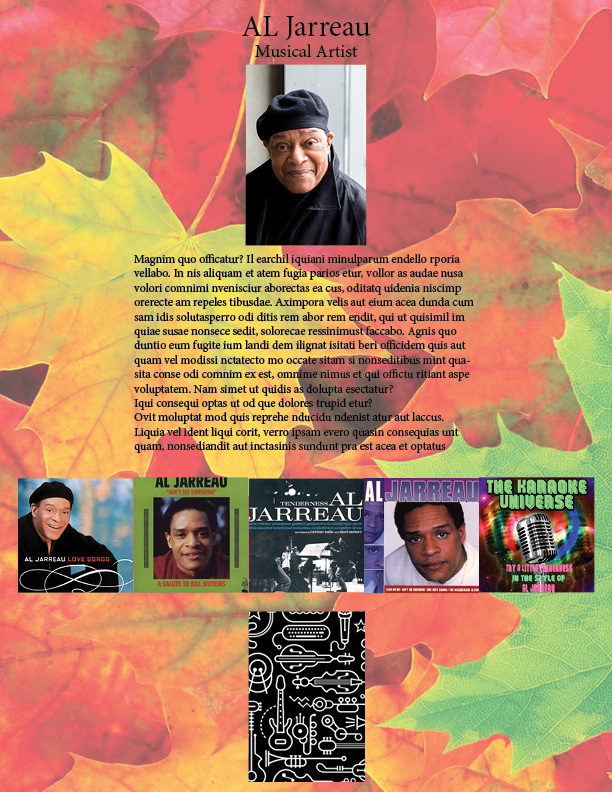 AL Jarreau
Musical Artist
Magnim quo officatur? Il earchil iquiani minulparum endello rporia
vellabo. In nis aliquam et atem fugia parios etur, vollor as audae nusa
volori comnimi nvenisciur aborectas ea cus, oditatq uidenia niscimp
orerecte am repeles tibusdae. Aximpora velis aut eium acea dunda cum
sam idis solutasperro odi ditis rem abor rem endit, qui ut quisimil im
quiae susae nonsece sedit, solorecae ressinimust faccabo. Agnis quo
duntio eum fugite ium landi dem ilignat isitati beri officidem quis aut
quam vel modissi nctatecto mo occate sitam si nonseditibus mint qua-
sita conse odi comnim ex est, omnime nimus et qui offictu ritiant aspe
voluptatem. Nam simet ut quidis as dolupta esectatur?
Iqui consequi optas ut od que dolores trupid etur?
Ovit moluptat mod quis reprehe nducidu ndenist atur aut laccus.
Liquia vel ident liqui corit, verro ipsam evero quasin consequias unt
quam, nonsediandit aut inctasinis sundunt pra est acea et optatus
AL JARREAU LOVE SONGS
AL JARREAU
"AIN'T NO SUNSHINE"
A SALUTE TO BILL WITHERS
TENDERNESS AL
JARREAU
AL JARREAU
THE KARAOKE
UNIVERSE
TRY A LITTLE TENDERNESS
IN THE STYLE OF
AL JARREAU